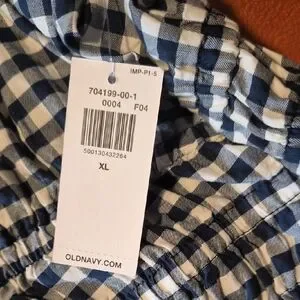 IMP-PI-5
704199-00-1
0004 F04
500130432264
XL
OLDNAVY.COM